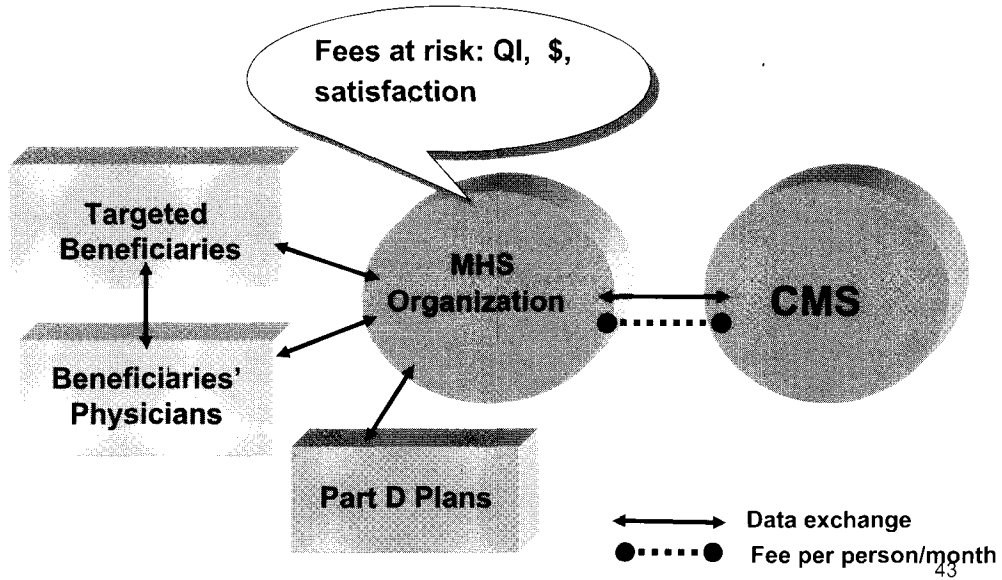 Fees at risk: QI, $,
satisfaction
Targeted
Beneficiaries
MHS
Organization
CMS
Beneficiaries’
Physicians
Part D Plans
Data exchange
Fee per person/month
43